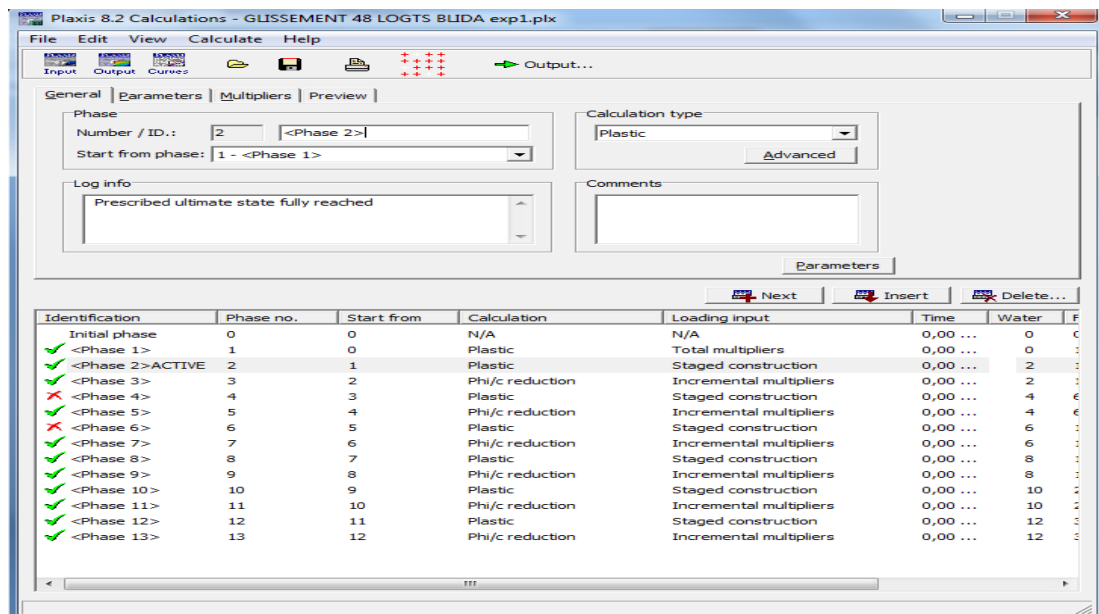 Plaxis 8.2 Calculations - GLISSEMENT 48 LOGTS BLIDA exp1.plx
File Edit View Calculate Help
Input Output Curves Output...
General Parameters Multipliers Preview
Phase Calculation type
Number / ID.: 2 <Phase 2> Plastic
Start from phase: 1 - <Phase 1> Advanced
Log info Comments
Prescribed ultimate state fully reached
Parameters
Next Insert Delete...
Identification Phase no. Start from Calculation Loading input Time Water F
Initial phase 0 0 N/A N/A 0,00 ... 0
<Phase 1> 1 0 Plastic Total multipliers 0,00 ... 0
<Phase 2>ACTIVE 2 1 Plastic Staged construction 0,00 ... 2
<Phase 3> 3 2 Phi/c reduction Incremental multipliers 0,00 ... 2
<Phase 4> 4 3 Plastic Staged construction 0,00 ... 4
<Phase 5> 5 4 Phi/c reduction Incremental multipliers 0,00 ... 4
<Phase 6> 6 5 Plastic Staged construction 0,00 ... 6
<Phase 7> 7 6 Phi/c reduction Incremental multipliers 0,00 ... 6
<Phase 8> 8 7 Plastic Staged construction 0,00 ... 8
<Phase 9> 9 8 Phi/c reduction Incremental multipliers 0,00 ... 8
<Phase 10> 10 9 Plastic Staged construction 0,00 ... 10
<Phase 11> 11 10 Phi/c reduction Incremental multipliers 0,00 ... 10
<Phase 12> 12 11 Plastic Staged construction 0,00 ... 12
<Phase 13> 13 12 Phi/c reduction Incremental multipliers 0,00 ... 12